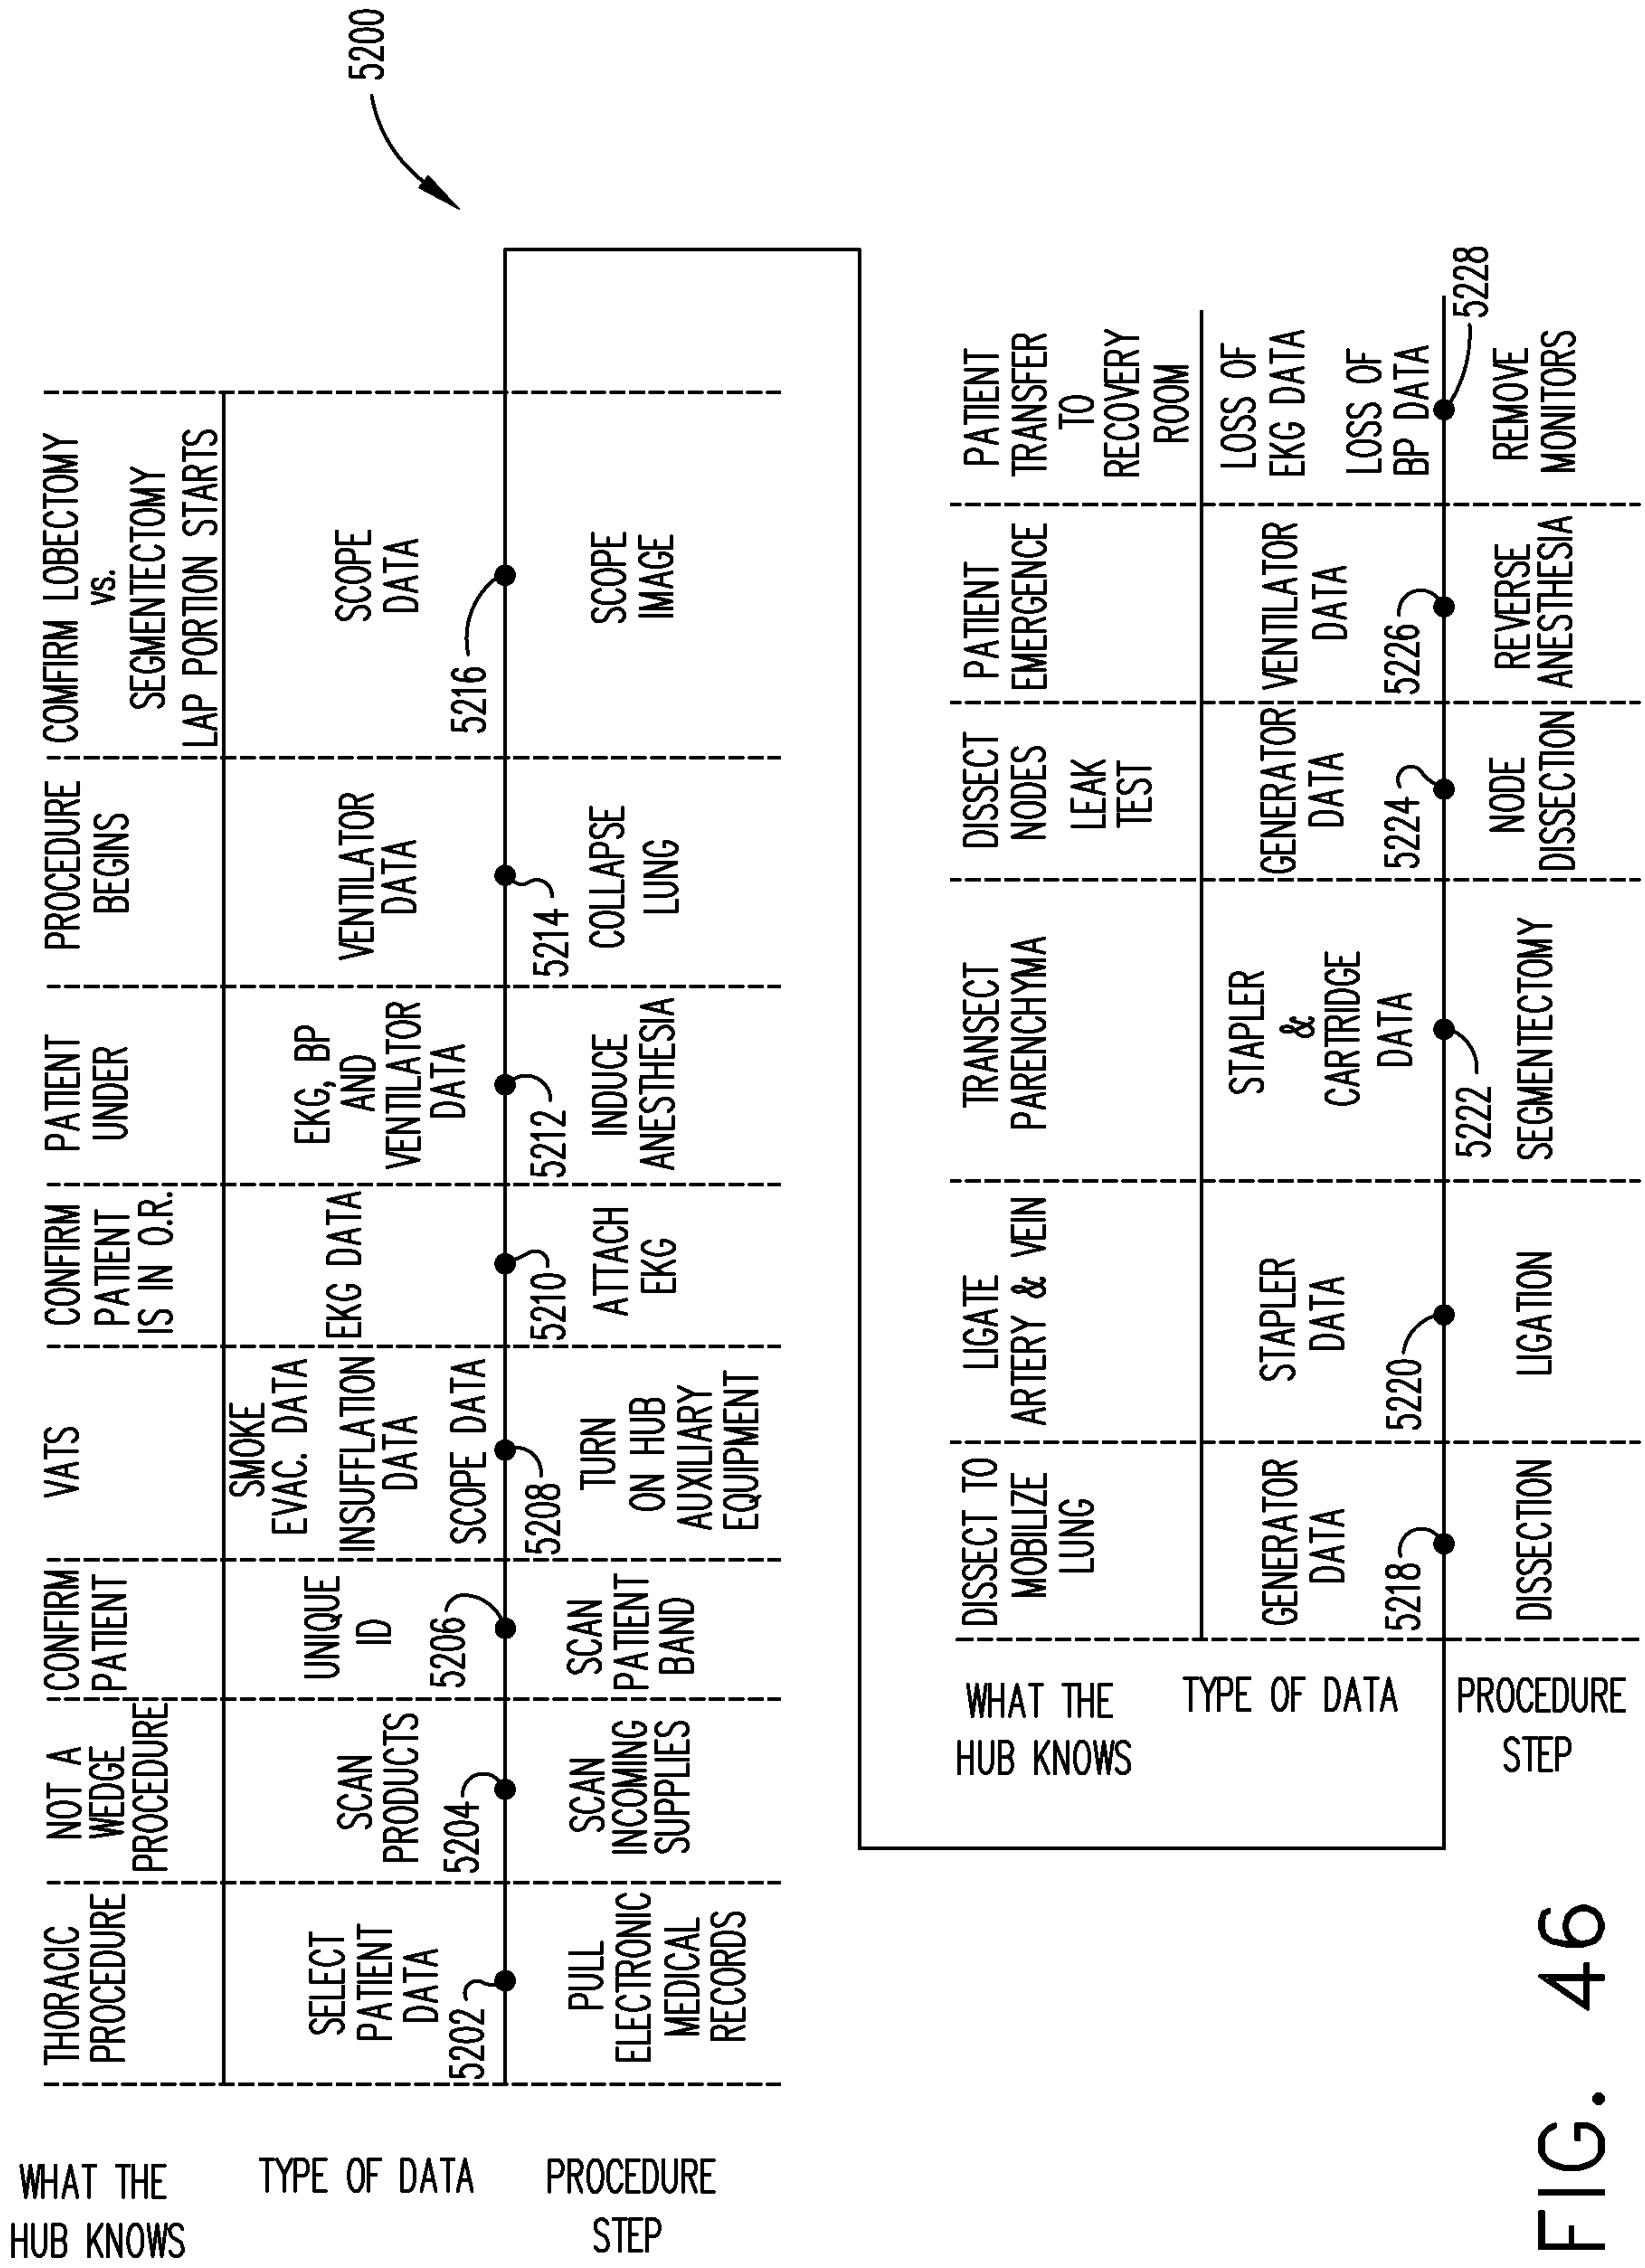 5200
WHAT THE
HUB KNOWS
THORACIC
PROCEDURE
NOT A
WEDGE
PROCEDURE
CONFIRM
PATIENT
VATS
CONFIRM
PATIENT
IS IN O.R.
PATIENT
UNDER
PROCEDURE
BEGINS
COMFIRM LOBECTOMY
vs.
SEGMENTECTOMY
LAP PORTION STARTS
TYPE OF DATA
SELECT
PATIENT
DATA
SCAN
PRODUCTS
UNIQUE
ID
SMOKE
EVAC. DATA
INSUFFLATION
DATA
SCOPE DATA
EKG DATA
EKG, BP
AND
VENTILATOR
DATA
VENTILATOR
DATA
SCOPE
DATA
5202
5204
5206
5208
5210
5212
5214
5216
PROCEDURE
STEP
PULL
ELECTRONIC
MEDICAL
RECORDS
SCAN
INCOMING
SUPPLIES
SCAN
PATIENT
BAND
TURN
ON HUB
AUXILIARY
EQUIPMENT
ATTACH
EKG
INDUCE
ANESTHESIA
COLLAPSE
LUNG
SCOPE
IMAGE
WHAT THE
HUB KNOWS
DISSECT TO
MOBILIZE
LUNG
LIGATE
ARTERY & VEIN
TRANSECT
PARENCHYMA
DISSECT
NODES
LEAK
TEST
PATIENT
EMERGENCE
PATIENT
TRANSFER
TO
RECOVERY
ROOM
TYPE OF DATA
GENERATOR
DATA
STAPLER
DATA
STAPLER
&
CARTRIDGE
DATA
GENERATOR
DATA
VENTILATOR
DATA
LOSS OF
EKG DATA
LOSS OF
BP DATA
5218
5220
5222
5224
5226
5228
PROCEDURE
STEP
DISSECTION
LIGATION
SEGMENTECTOMY
NODE
DISSECTION
REVERSE
ANESTHESIA
REMOVE
MONITORS
FIG. 46